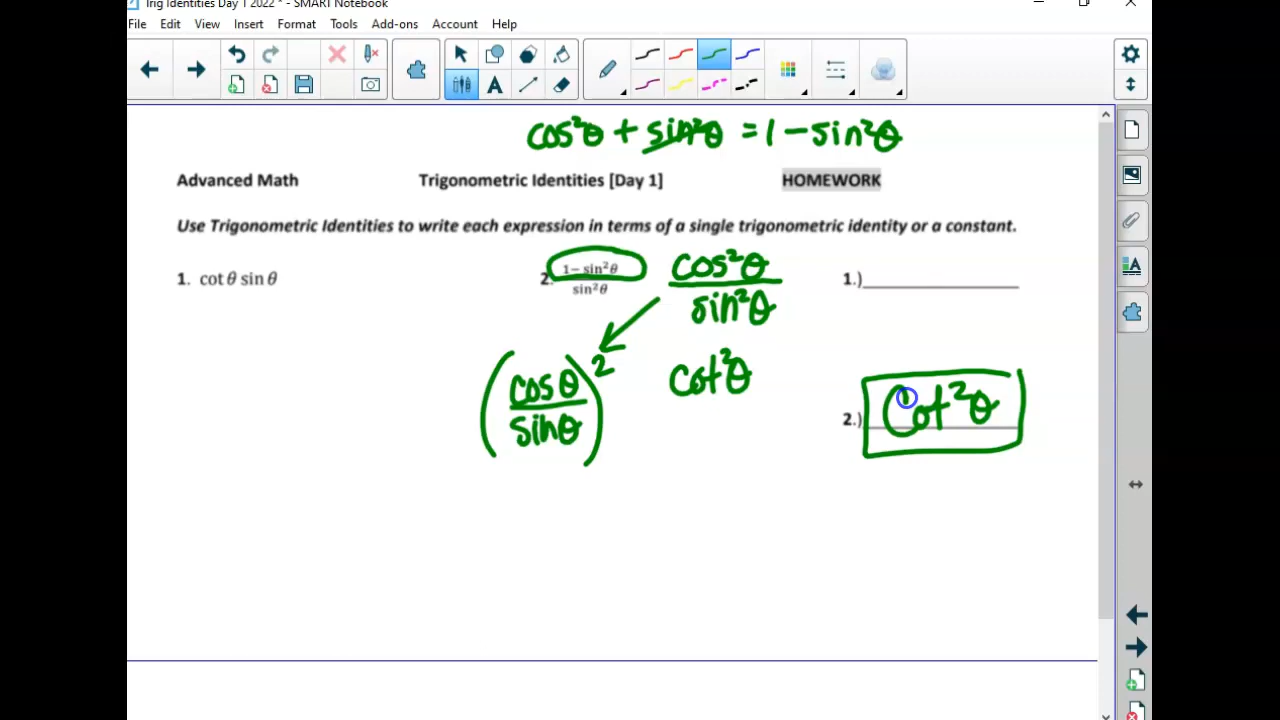 Trig Identities Day 1 2022 * - SMART Notebook
File Edit View Insert Format Tools Add-ons Account Help
cos²θ + sin²θ = 1 - sin²θ
Advanced Math Trigonometric Identities [Day 1] HOMEWORK
Use Trigonometric Identities to write each expression in terms of a single trigonometric identity or a constant.
1. cot θ sin θ
2. 1- sin²θ / sin²θ
cos²θ / sin²θ
1.)
(cosθ / sinθ)²
cot²θ
2.) Cot²θ